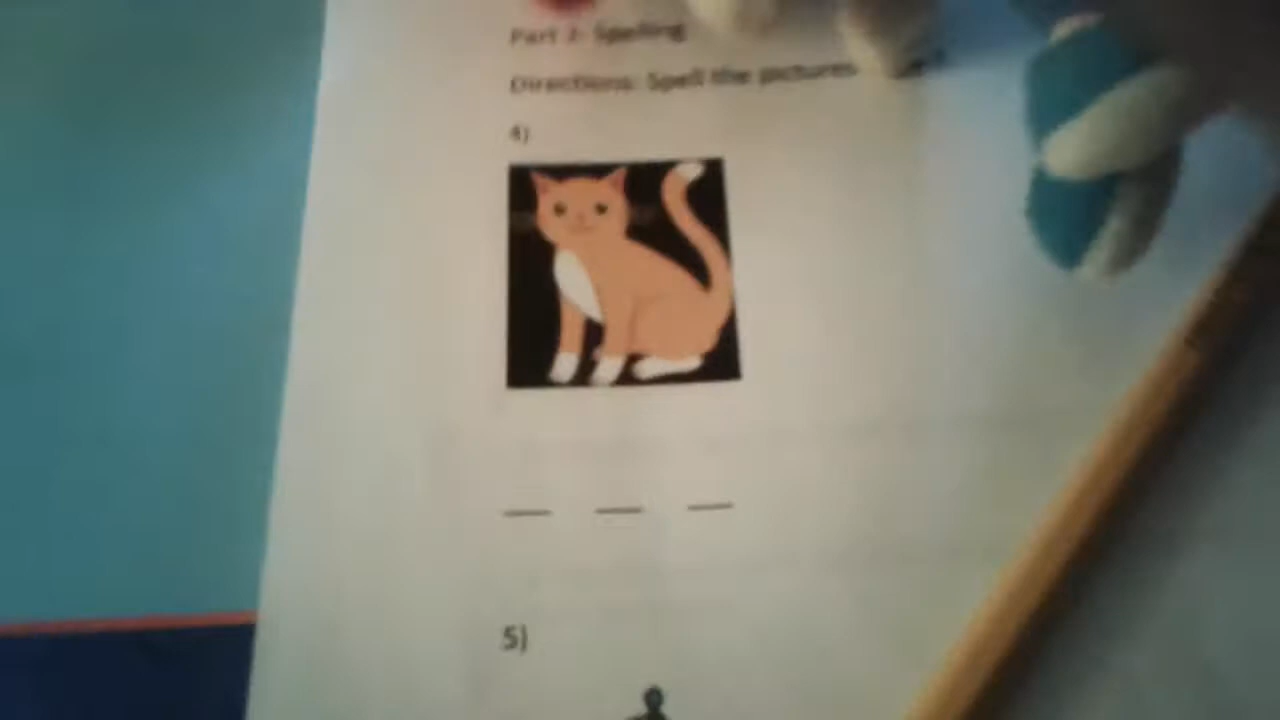 Part 2: Spelling
Directions: Spell the pictures
4)
5)